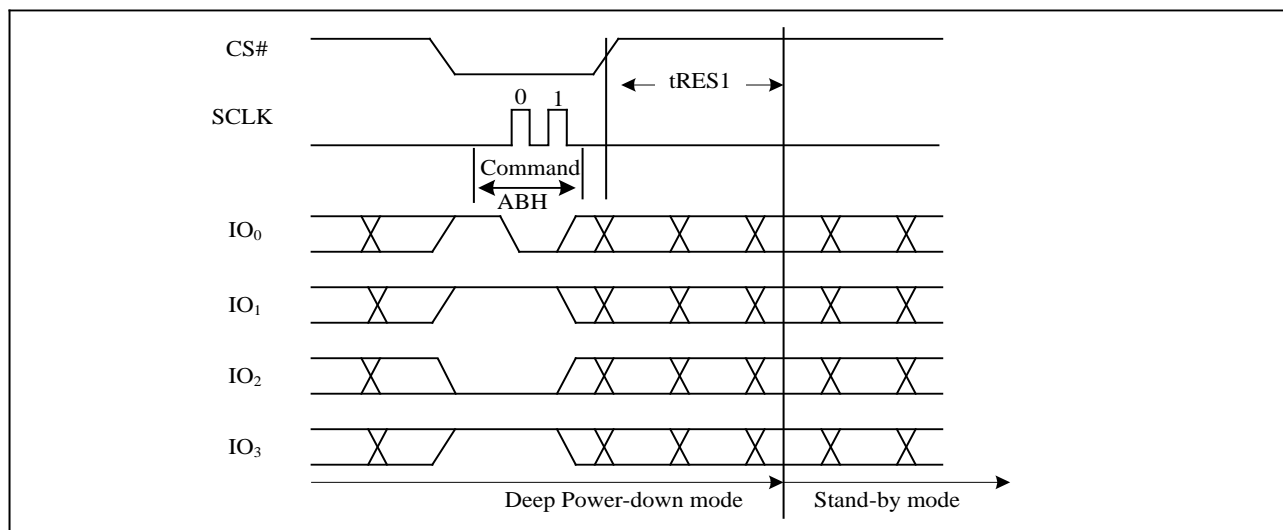 CS#
tRES1
0 1
SCLK
Command
ABH
IO₀
IO₁
IO₂
IO₃
Deep Power-down mode Stand-by mode